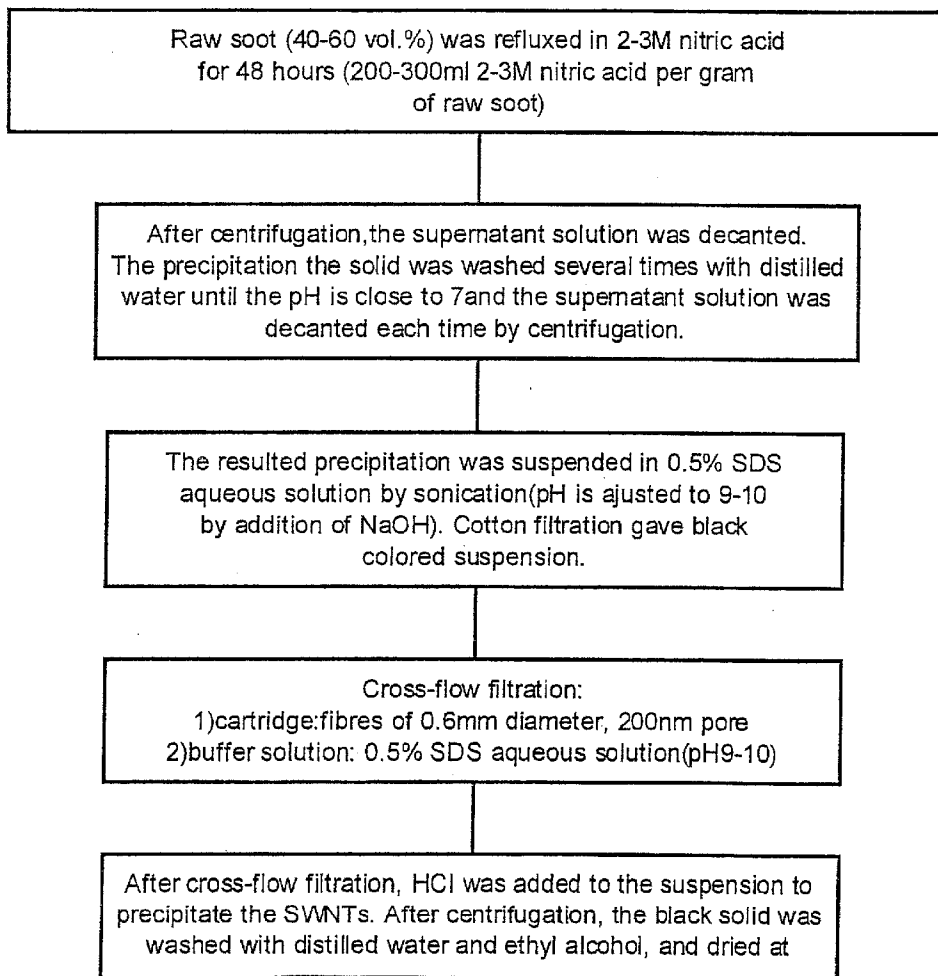 Raw soot (40-60 vol.%) was refluxed in 2-3M nitric acid
for 48 hours (200-300ml 2-3M nitric acid per gram
of raw soot)
After centrifugation,the supernatant solution was decanted.
The precipitation the solid was washed several times with distilled
water until the pH is close to 7and the supernatant solution was
decanted each time by centrifugation.
The resulted precipitation was suspended in 0.5% SDS
aqueous solution by sonication(pH is ajusted to 9-10
by addition of NaOH). Cotton filtration gave black
colored suspension.
Cross-flow filtration:
1)cartridge:fibres of 0.6mm diameter, 200nm pore
2)buffer solution: 0.5% SDS aqueous solution(pH9-10)
After cross-flow filtration, HCl was added to the suspension to
precipitate the SWNTs. After centrifugation, the black solid was
washed with distilled water and ethyl alcohol, and dried at